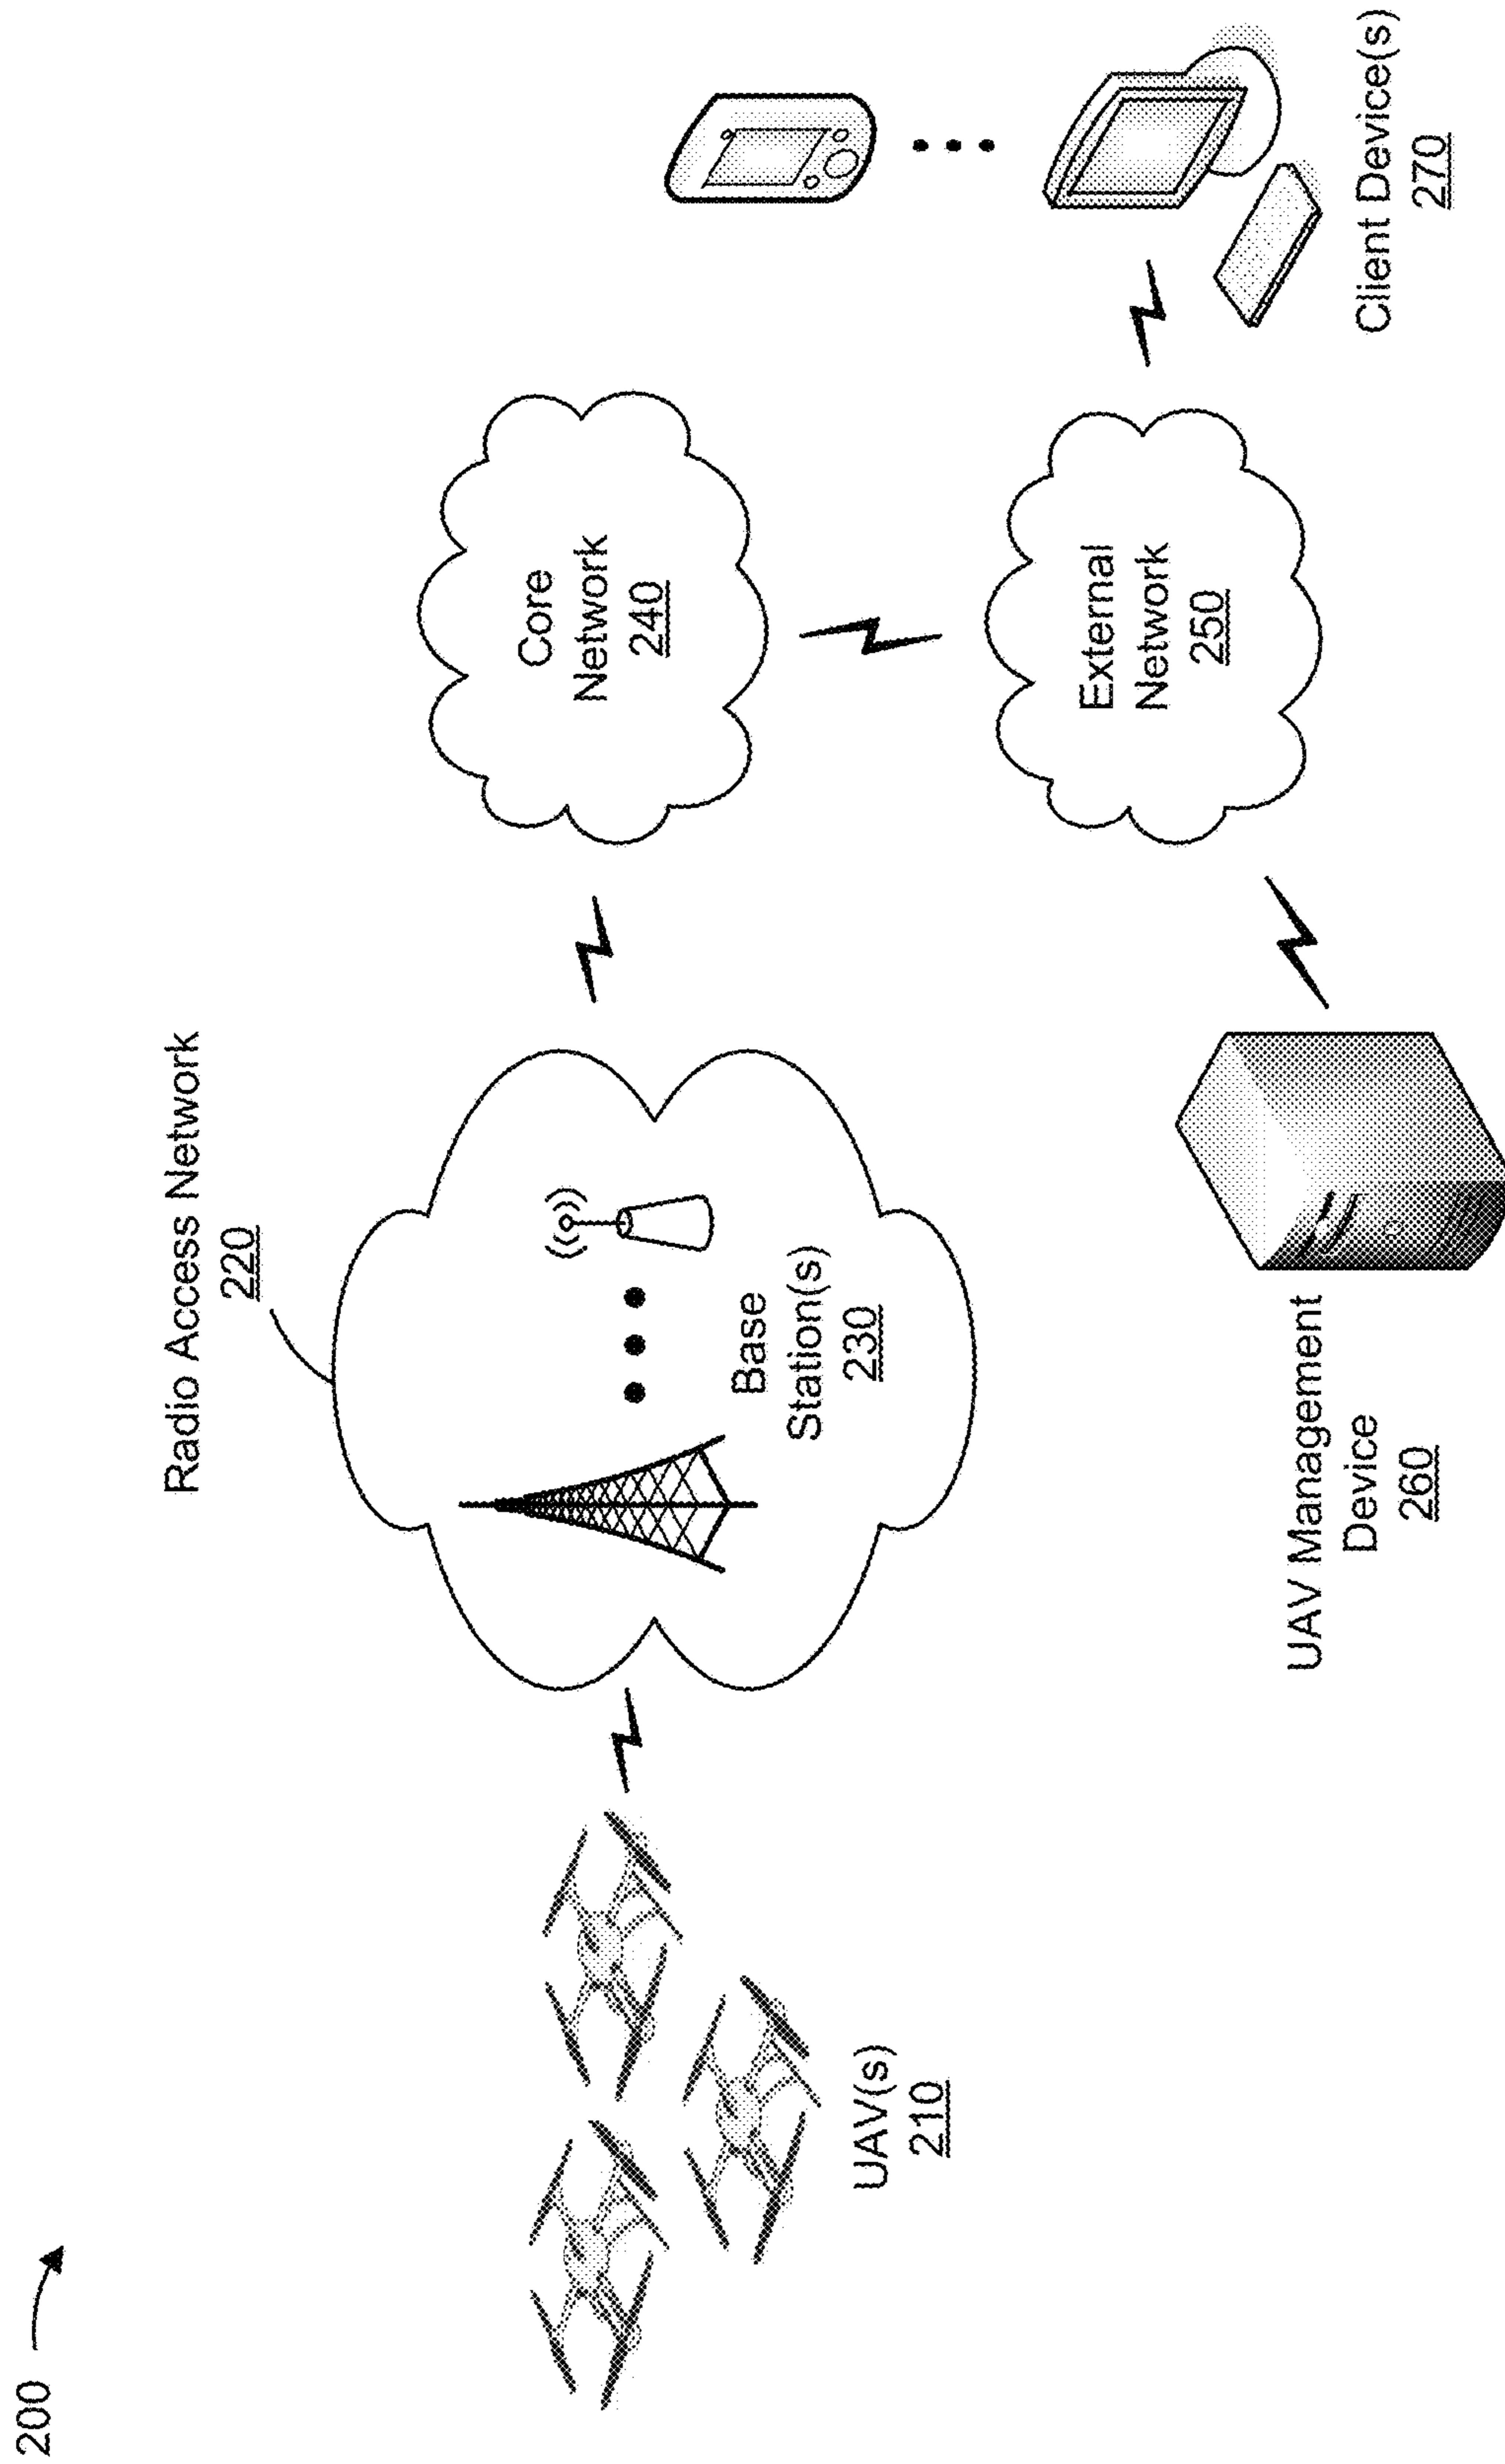 200
Radio Access Network
220
Base
Station(s)
230
UAV(s)
210
Core
Network
240
External
Network
250
UAV Management
Device
260
Client Device(s)
270